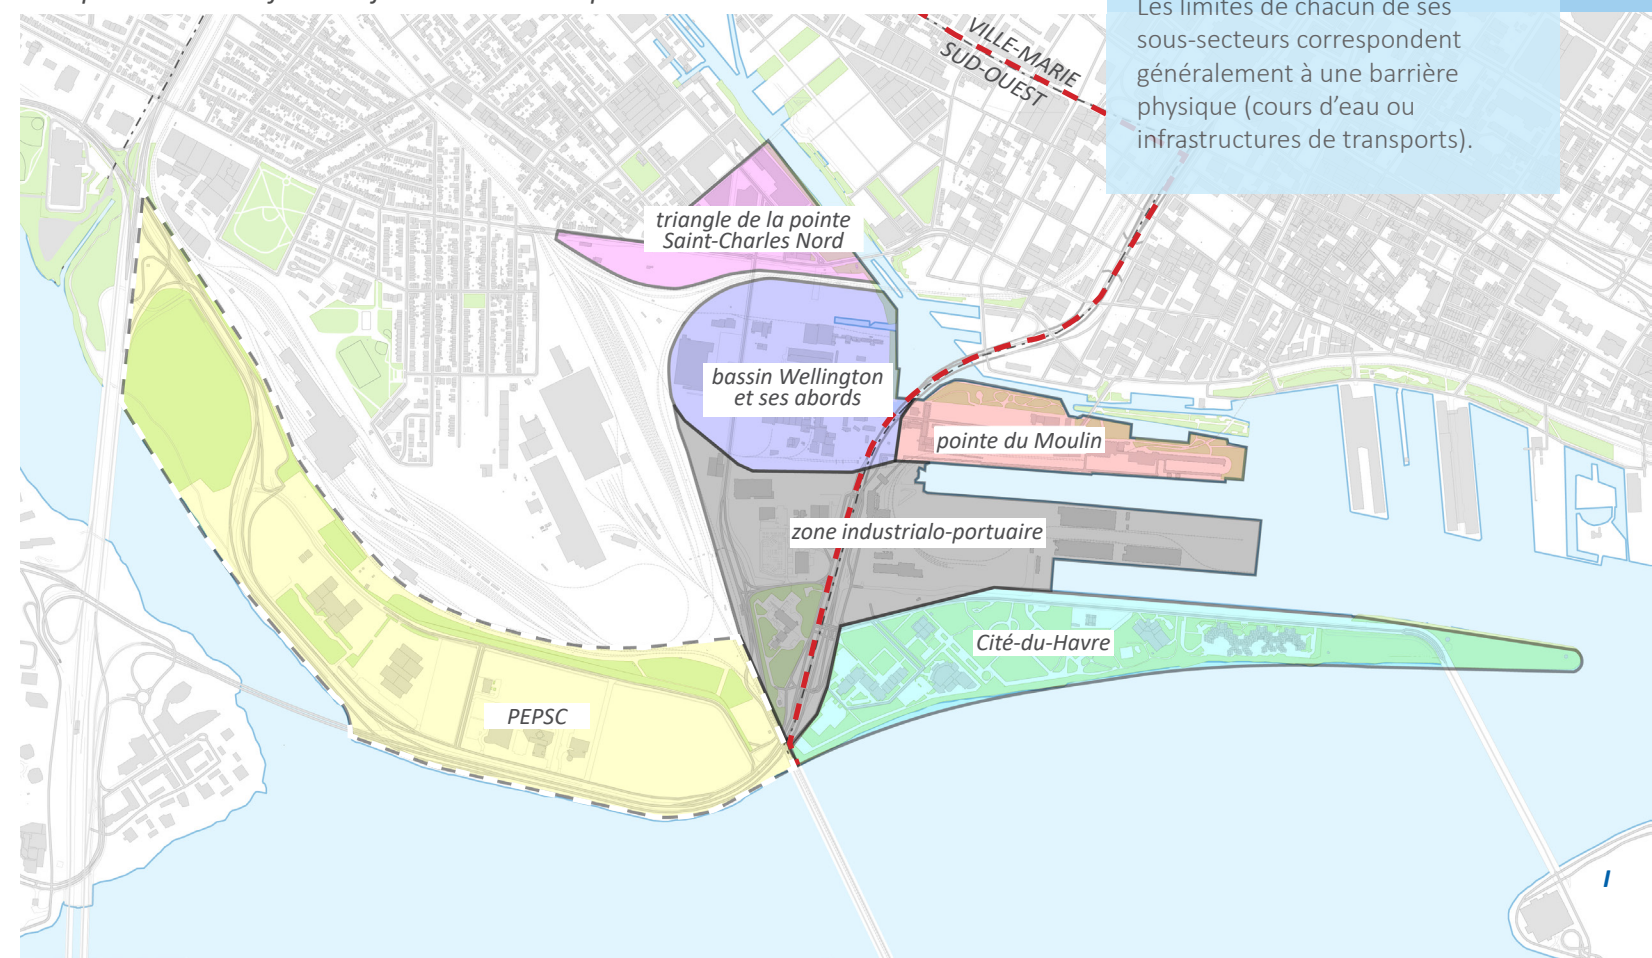 Les limites de chacun de ses
sous-secteurs correspondent
généralement à une barrière
physique (cours d'eau ou
infrastructures de transports).
VILLE-MARIE
SUD-OUEST
triangle de la pointe
Saint-Charles Nord
bassin Wellington
et ses abords
pointe du Moulin
zone industrialo-portuaire
Cité-du-Havre
PEPSC
I